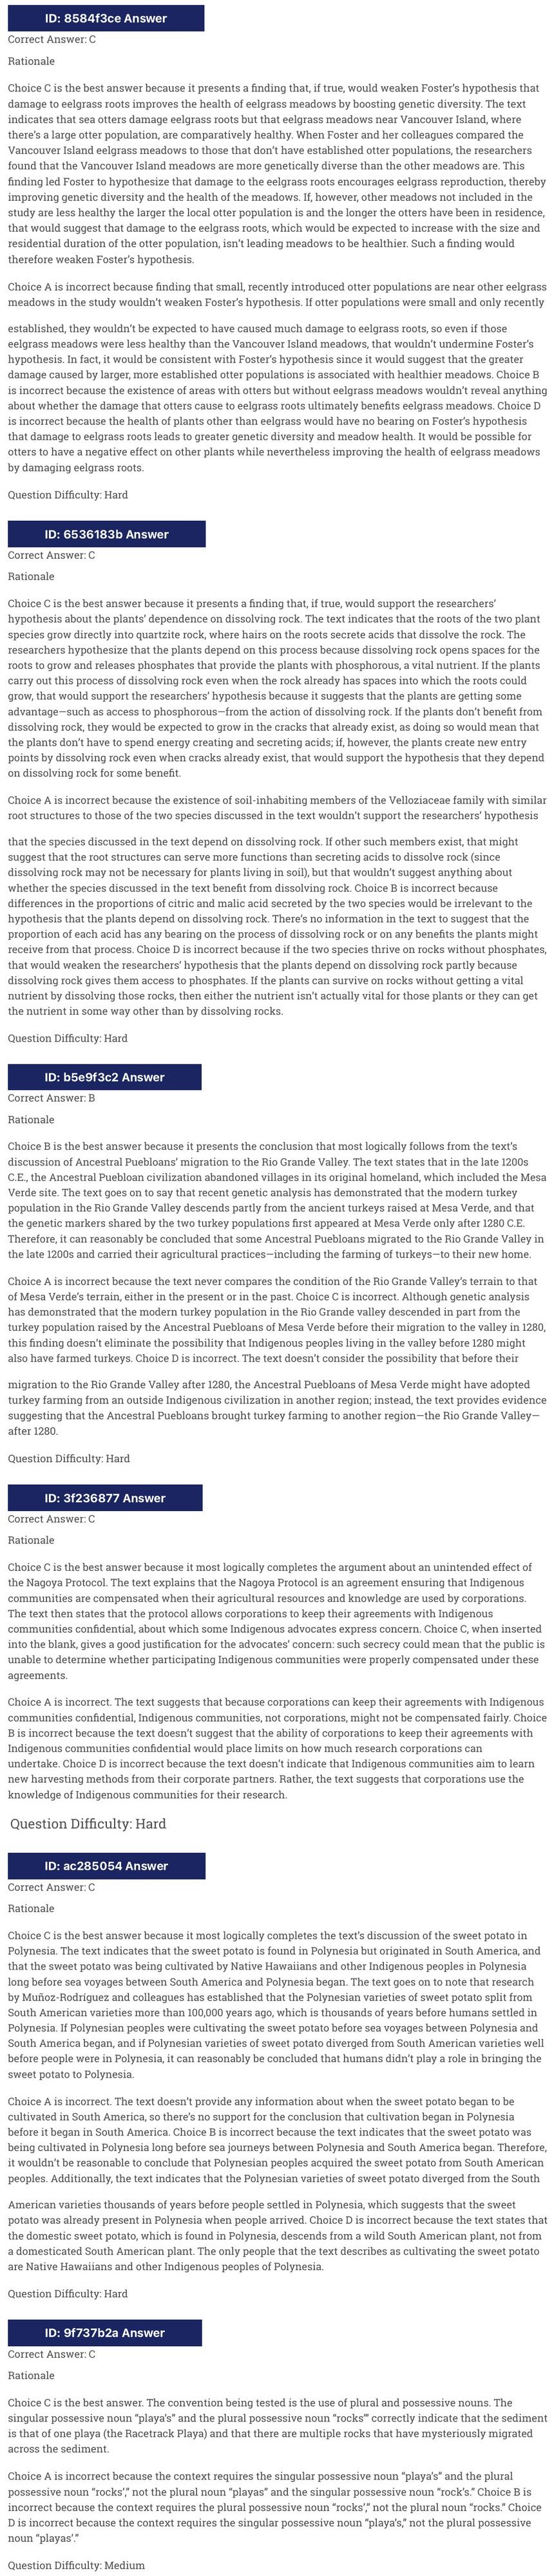 ID: 8584f3ce Answer
Correct Answer: C
Rationale
Choice C is the best answer because it presents a finding that, if true, would weaken Foster's hypothesis that
damage to eelgrass roots improves the health of eelgrass meadows by boosting genetic diversity. The text
indicates that sea otters damage eelgrass roots but that eelgrass meadows near Vancouver Island, where
there's a large otter population, are comparatively healthy. When Foster and her colleagues compared the
Vancouver Island eelgrass meadows to those that don't have established otter populations, the researchers
found that the Vancouver Island meadows are more genetically diverse than the other meadows are. This
finding led Foster to hypothesize that damage to the eelgrass roots encourages eelgrass reproduction, thereby
improving genetic diversity and the health of the meadows. If, however, other meadows not included in the
study are less healthy the larger the local otter population is and the longer the otters have been in residence,
that would suggest that damage to the eelgrass roots, which would be expected to increase with the size and
residential duration of the otter population, isn't leading meadows to be healthier. Such a finding would
therefore weaken Foster's hypothesis.
Choice A is incorrect because finding that small, recently introduced otter populations are near other eelgrass
meadows in the study wouldn't weaken Foster's hypothesis. If otter populations were small and only recently
established, they wouldn't be expected to have caused much damage to eelgrass roots, so even if those
eelgrass meadows were less healthy than the Vancouver Island meadows, that wouldn't undermine Foster's
hypothesis. In fact, it would be consistent with Foster's hypothesis since it would suggest that the greater
damage caused by larger, more established otter populations is associated with healthier meadows. Choice B
is incorrect because the existence of areas with otters but without eelgrass meadows wouldn't reveal anything
about whether the damage that otters cause to eelgrass roots ultimately benefits eelgrass meadows. Choice D
is incorrect because the health of plants other than eelgrass would have no bearing on Foster's hypothesis
that damage to eelgrass roots leads to greater genetic diversity and meadow health. It would be possible for
otters to have a negative effect on other plants while nevertheless improving the health of eelgrass meadows
by damaging eelgrass roots.
Question Difficulty: Hard
ID: 6536183b Answer
Correct Answer: C
Rationale
Choice C is the best answer because it presents a finding that, if true, would support the researchers'
hypothesis about the plants' dependence on dissolving rock. The text indicates that the roots of the two plant
species grow directly into quartzite rock, where hairs on the roots secrete acids that dissolve the rock. The
researchers hypothesize that the plants depend on this process because dissolving rock opens spaces for the
roots to grow and releases phosphates that provide the plants with phosphorous, a vital nutrient. If the plants
carry out this process of dissolving rock even when the rock already has spaces into which the roots could
grow, that would support the researchers' hypothesis because it suggests that the plants are getting some
advantage—such as access to phosphorous—from the action of dissolving rock. If the plants don't benefit from
dissolving rock, they would be expected to grow in the cracks that already exist, as doing so would mean that
the plants don't have to spend energy creating and secreting acids; if, however, the plants create new entry
points by dissolving rock even when cracks already exist, that would support the hypothesis that they depend
on dissolving rock for some benefit.
Choice A is incorrect because the existence of soil-inhabiting members of the Velloziaceae family with similar
root structures to those of the two species discussed in the text wouldn't support the researchers' hypothesis
that the species discussed in the text depend on dissolving rock. If other such members exist, that might
suggest that the root structures can serve more functions than secreting acids to dissolve rock (since
dissolving rock may not be necessary for plants living in soil), but that wouldn't suggest anything about
whether the species discussed in the text benefit from dissolving rock. Choice B is incorrect because
differences in the proportions of citric and malic acid secreted by the two species would be irrelevant to the
hypothesis that the plants depend on dissolving rock. There's no information in the text to suggest that the
proportion of each acid has any bearing on the process of dissolving rock or on any benefits the plants might
receive from that process. Choice D is incorrect because if the two species thrive on rocks without phosphates,
that would weaken the researchers' hypothesis that the plants depend on dissolving rock partly because
dissolving rock gives them access to phosphates. If the plants can survive on rocks without getting a vital
nutrient by dissolving those rocks, then either the nutrient isn't actually vital for those plants or they can get
the nutrient in some way other than by dissolving rocks.
Question Difficulty: Hard
ID: b5e9f3c2 Answer
Correct Answer: B
Rationale
Choice B is the best answer because it presents the conclusion that most logically follows from the text's
discussion of Ancestral Puebloans' migration to the Rio Grande Valley. The text states that in the late 1200s
C.E., the Ancestral Puebloan civilization abandoned villages in its original homeland, which included the Mesa
Verde site. The text goes on to say that recent genetic analysis has demonstrated that the modern turkey
population in the Rio Grande Valley descends partly from the ancient turkeys raised at Mesa Verde, and that
the genetic markers shared by the two turkey populations first appeared at Mesa Verde only after 1280 C.E.
Therefore, it can reasonably be concluded that some Ancestral Puebloans migrated to the Rio Grande Valley in
the late 1200s and carried their agricultural practices—including the farming of turkeys—to their new home.
Choice A is incorrect because the text never compares the condition of the Rio Grande Valley's terrain to that
of Mesa Verde's terrain, either in the present or in the past. Choice C is incorrect. Although genetic analysis
has demonstrated that the modern turkey population in the Rio Grande valley descended in part from the
turkey population raised by the Ancestral Puebloans of Mesa Verde before their migration to the valley in 1280,
this finding doesn't eliminate the possibility that Indigenous peoples living in the valley before 1280 might
also have farmed turkeys. Choice D is incorrect. The text doesn't consider the possibility that before their
migration to the Rio Grande Valley after 1280, the Ancestral Puebloans of Mesa Verde might have adopted
turkey farming from an outside Indigenous civilization in another region; instead, the text provides evidence
suggesting that the Ancestral Puebloans brought turkey farming to another region—the Rio Grande Valley—
after 1280.
Question Difficulty: Hard
ID: 3f236877 Answer
Correct Answer: C
Rationale
Choice C is the best answer because it most logically completes the argument about an unintended effect of
the Nagoya Protocol. The text explains that the Nagoya Protocol is an agreement ensuring that Indigenous
communities are compensated when their agricultural resources and knowledge are used by corporations.
The text then states that the protocol allows corporations to keep their agreements with Indigenous
communities confidential, about which some Indigenous advocates express concern. Choice C, when inserted
into the blank, gives a good justification for the advocates' concern: such secrecy could mean that the public is
unable to determine whether participating Indigenous communities were properly compensated under these
agreements.
Choice A is incorrect. The text suggests that because corporations can keep their agreements with Indigenous
communities confidential, Indigenous communities, not corporations, might not be compensated fairly. Choice
B is incorrect because the text doesn't suggest that the ability of corporations to keep their agreements with
Indigenous communities confidential would place limits on how much research corporations can
undertake. Choice D is incorrect because the text doesn't indicate that Indigenous communities aim to learn
new harvesting methods from their corporate partners. Rather, the text suggests that corporations use the
knowledge of Indigenous communities for their research.
Question Difficulty: Hard
ID: ac285054 Answer
Correct Answer: C
Rationale
Choice C is the best answer because it most logically completes the text's discussion of the sweet potato in
Polynesia. The text indicates that the sweet potato is found in Polynesia but originated in South America, and
that the sweet potato was being cultivated by Native Hawaiians and other Indigenous peoples in Polynesia
long before sea voyages between South America and Polynesia began. The text goes on to note that research
by Muñoz-Rodríguez and colleagues has established that the Polynesian varieties of sweet potato split from
South American varieties more than 100,000 years ago, which is thousands of years before humans settled in
Polynesia. If Polynesian peoples were cultivating the sweet potato before sea voyages between Polynesia and
South America began, and if Polynesian varieties of sweet potato diverged from South American varieties well
before people were in Polynesia, it can reasonably be concluded that humans didn't play a role in bringing the
sweet potato to Polynesia.
Choice A is incorrect. The text doesn't provide any information about when the sweet potato began to be
cultivated in South America, so there's no support for the conclusion that cultivation began in Polynesia
before it began in South America. Choice B is incorrect because the text indicates that the sweet potato was
being cultivated in Polynesia long before sea journeys between Polynesia and South America began. Therefore,
it wouldn't be reasonable to conclude that Polynesian peoples acquired the sweet potato from South American
peoples. Additionally, the text indicates that the Polynesian varieties of sweet potato diverged from the South
American varieties thousands of years before people settled in Polynesia, which suggests that the sweet
potato was already present in Polynesia when people arrived. Choice D is incorrect because the text states that
the domestic sweet potato, which is found in Polynesia, descends from a wild South American plant, not from
a domesticated South American plant. The only people that the text describes as cultivating the sweet potato
are Native Hawaiians and other Indigenous peoples of Polynesia.
Question Difficulty: Hard
ID: 9f737b2a Answer
Correct Answer: C
Rationale
Choice C is the best answer. The convention being tested is the use of plural and possessive nouns. The
singular possessive noun “playa's” and the plural possessive noun “rocks'” correctly indicate that the sediment
is that of one playa (the Racetrack Playa) and that there are multiple rocks that have mysteriously migrated
across the sediment.
Choice A is incorrect because the context requires the singular possessive noun “playa's” and the plural
possessive noun “rocks',” not the plural noun “playas” and the singular possessive noun “rock's.” Choice B is
incorrect because the context requires the plural possessive noun “rocks',” not the plural noun “rocks.” Choice
D is incorrect because the context requires the singular possessive noun “playa's,” not the plural possessive
noun “playas'.”
Question Difficulty: Medium